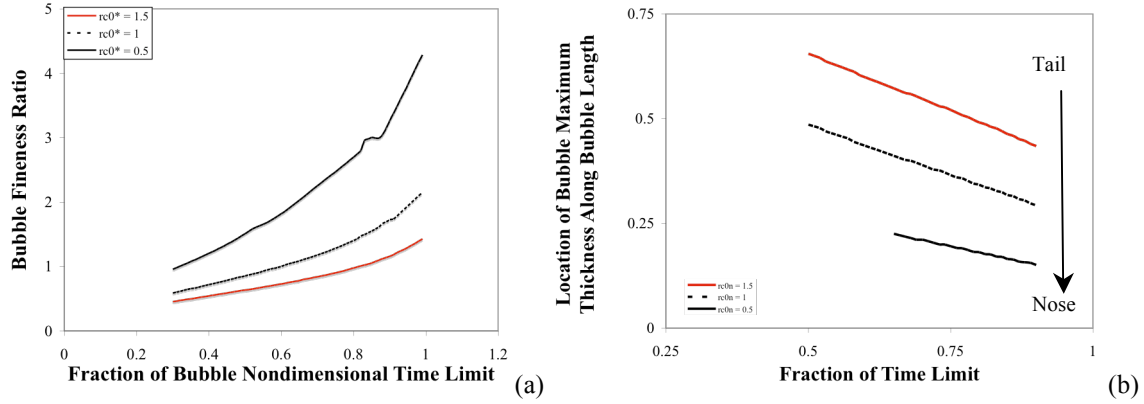 5
4
3
2
1
0
rc0* = 1.5
rc0* = 1
rc0* = 0.5
Bubble Fineness Ratio
0
0.2
0.4
0.6
0.8
1
1.2
Fraction of Bubble Nondimensional Time Limit
(a)
Location of Bubble Maximum
Thickness Along Bubble Length
0.75
0.5
0.25
0
Tail
Nose
rc0n = 1.5
rc0n = 1
rc0n = 0.5
0.25
0.5
0.75
1
Fraction of Time Limit
(b)